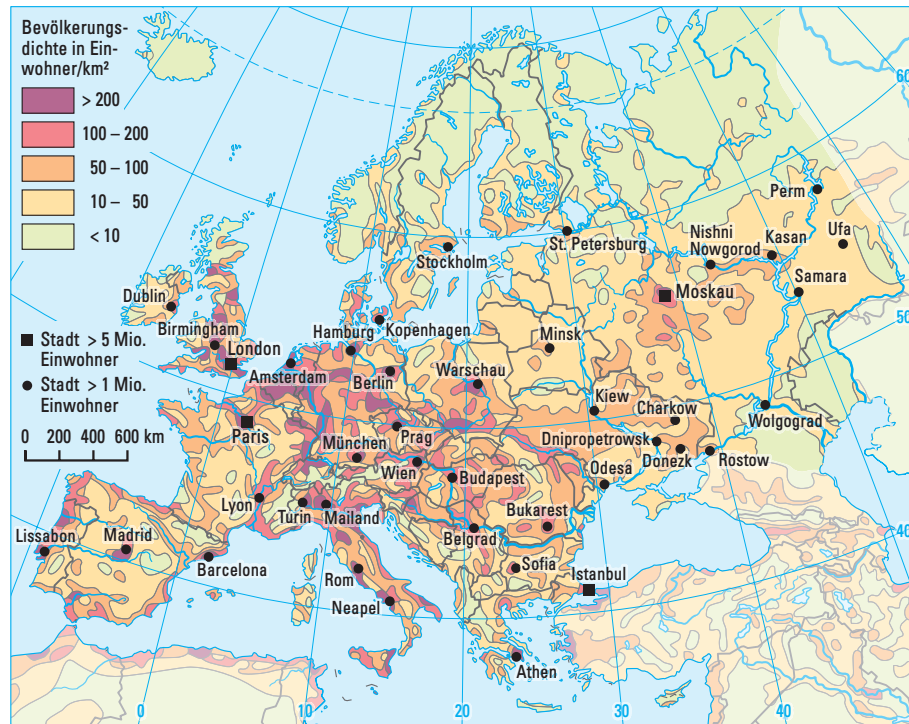 Bevölkerungs-
dichte in Ein-
wohner/km²
> 200
100 – 200
50 – 100
10 – 50
< 10
Stadt > 5 Mio.
Einwohner
Stadt > 1 Mio.
Einwohner
0 200 400 600 km
60
Perm
Ufa
Nishni
Nowgorod
Kasan
St. Petersburg
Stockholm
Samara
Moskau
Dublin
50
Birmingham
Hamburg
Kopenhagen
Minsk
London
Amsterdam
Berlin
Warschau
Kiew
Charkow
Wolgograd
Paris
Prag
München
Dnipropetrowsk
Wien
Donezk
Rostow
Budapest
Odesa
Lyon
Turin
Mailand
Bukarest
Lissabon
Madrid
Belgrad
40
Barcelona
Sofia
Rom
Istanbul
Neapel
Athen
0
10
20
30
40